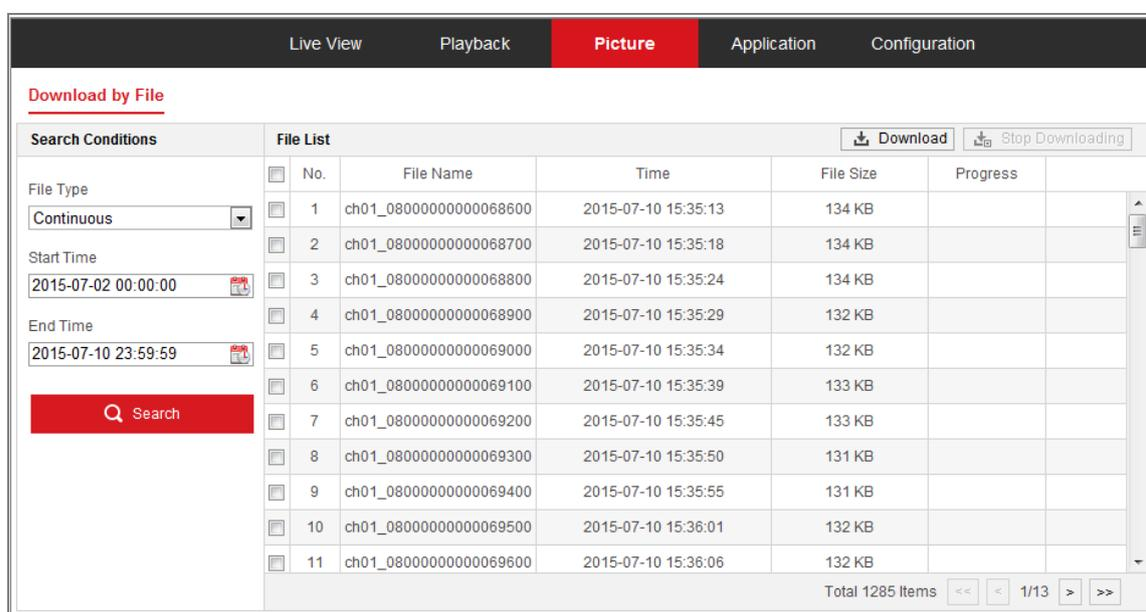 Live View Playback Picture Application Configuration
Download by File
Search Conditions
File Type
Continuous
Start Time
2015-07-02 00:00:00
End Time
2015-07-10 23:59:59
Search
File List Download Stop Downloading
No. File Name Time File Size Progress
1 ch01_08000000000068600 2015-07-10 15:35:13 134 KB
2 ch01_08000000000068700 2015-07-10 15:35:18 134 KB
3 ch01_08000000000068800 2015-07-10 15:35:24 134 KB
4 ch01_08000000000068900 2015-07-10 15:35:29 132 KB
5 ch01_08000000000069000 2015-07-10 15:35:34 132 KB
6 ch01_08000000000069100 2015-07-10 15:35:39 133 KB
7 ch01_08000000000069200 2015-07-10 15:35:45 133 KB
8 ch01_08000000000069300 2015-07-10 15:35:50 131 KB
9 ch01_08000000000069400 2015-07-10 15:35:55 131 KB
10 ch01_08000000000069500 2015-07-10 15:36:01 132 KB
11 ch01_08000000000069600 2015-07-10 15:36:06 132 KB
Total 1285 Items << < 1/13 > >>